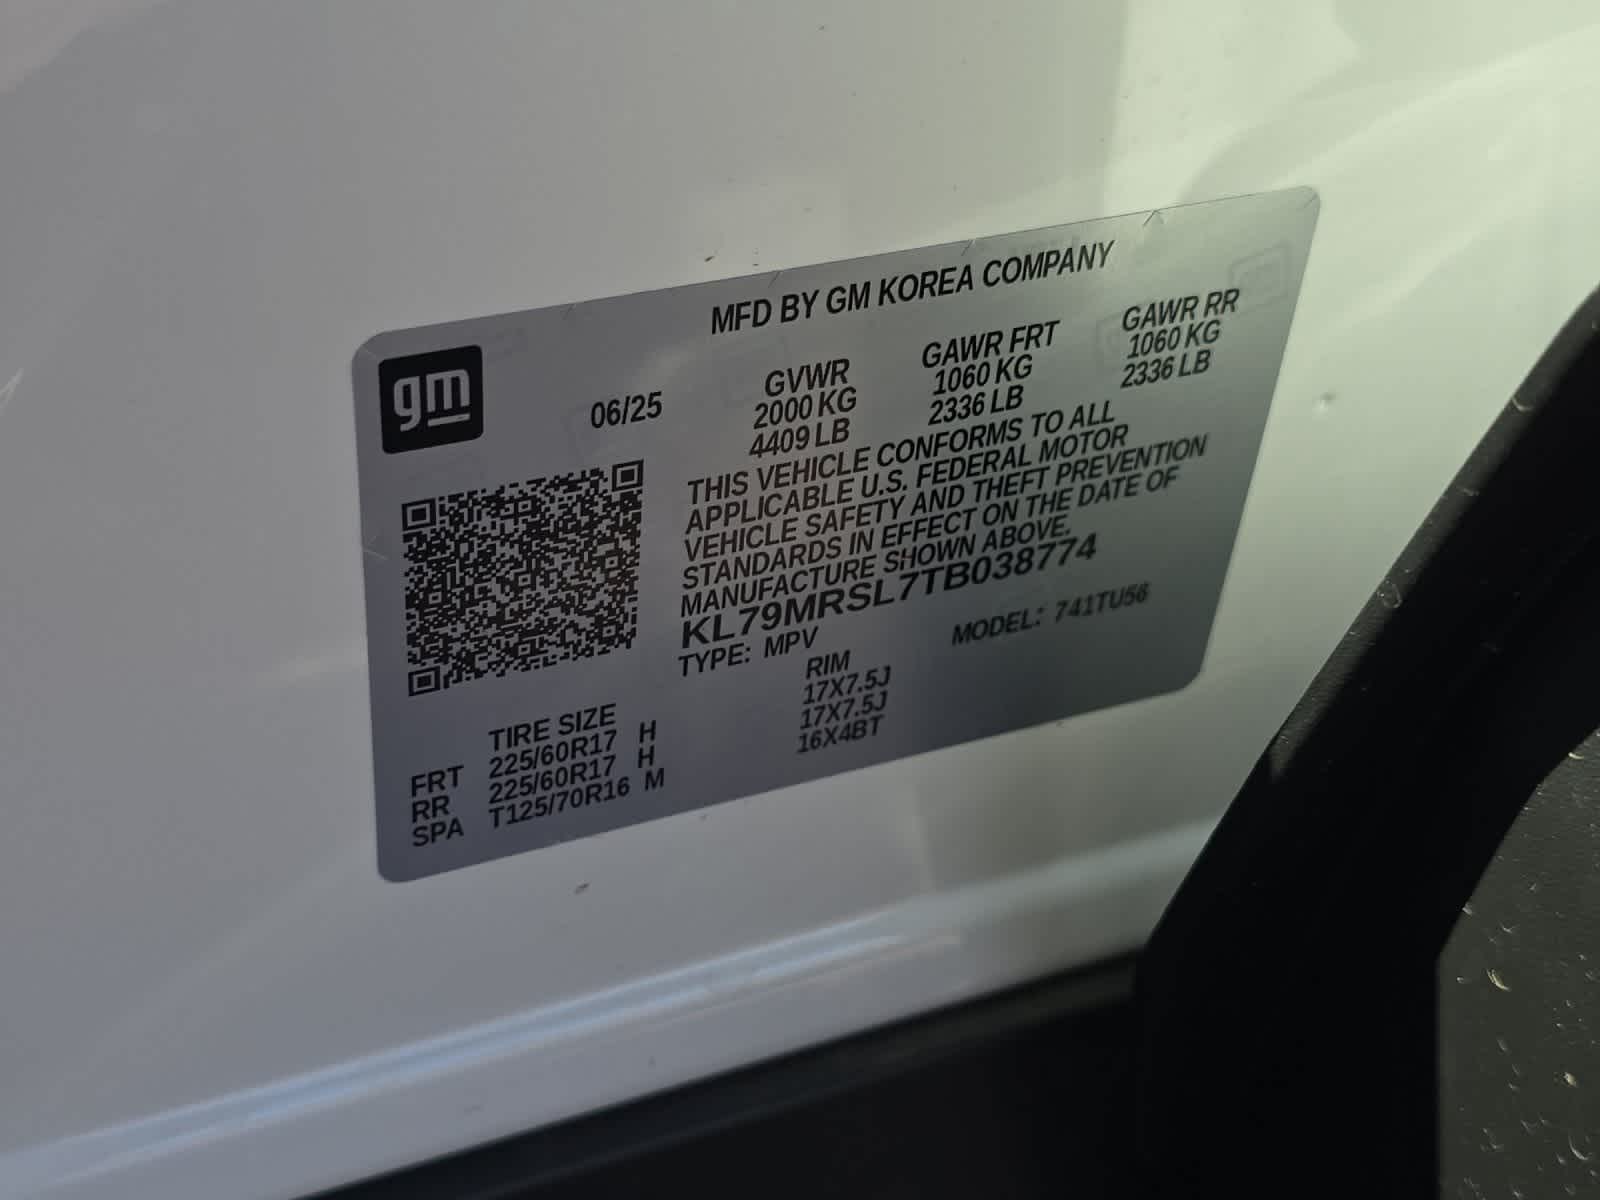 MFD BY GM KOREA COMPANY
gm
06/25
GVWR
2000 KG
4409 LB
GAWR FRT
1060 KG
2336 LB
GAWR RR
1060 KG
2336 LB
THIS VEHICLE CONFORMS TO ALL
APPLICABLE U.S. FEDERAL MOTOR
VEHICLE SAFETY AND THEFT PREVENTION
STANDARDS IN EFFECT ON THE DATE OF
MANUFACTURE SHOWN ABOVE.
KL79MRSL7TB038774
TYPE: MPV
MODEL: 741TU56
TIRE SIZE RIM
FRT 225/60R17 H 17X7.5J
RR 225/60R17 H 17X7.5J
SPA T125/70R16 M 16X4BT